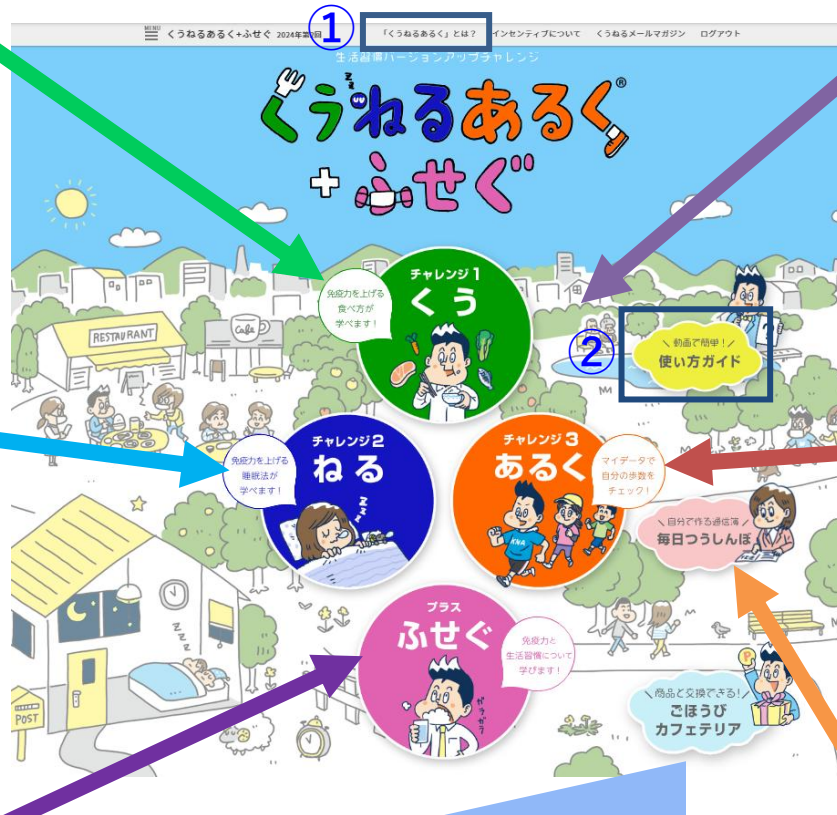 MENU
くうねるあるく+ふせぐ 2024年第2回
①
「くうねるあるく」とは?
インセンティブについて
くうねるメールマガジン
ログアウト
生活習慣バージョンアップチャレンジ
くうねるあるく®
+ふせぐ
チャレンジ1
くう
免疫力を上げる
食べ方が
学べます!
RESTAURANT
Cafe
②
動画で簡単!
使い方ガイド
チャレンジ2
ねる
免疫力を上げる
睡眠法が
学べます!
zzz
チャレンジ3
あるく
マイデータで
自分の歩数を
チェック!
KNA
自分で作る通信簿
毎日つうしんぼ
プラス
ふせぐ
免疫力と
生活習慣について
学びます!
ガラガラ
zzz
POST
P
商品と交換できる!
ごほうび
カフェテリア